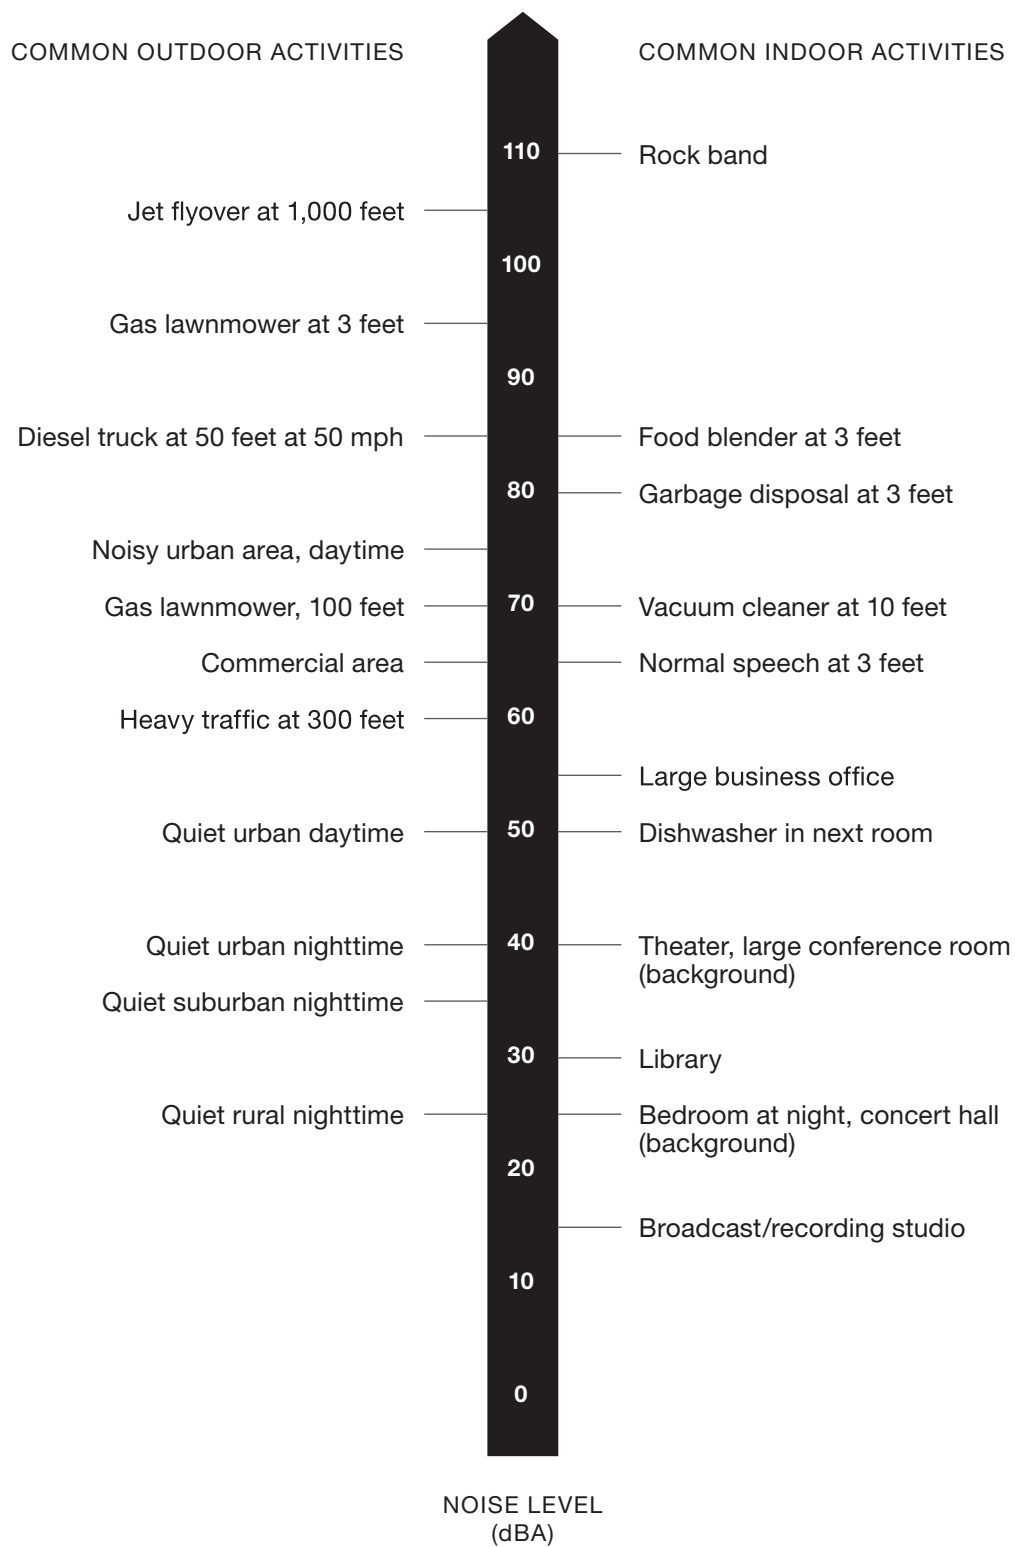 COMMON OUTDOOR ACTIVITIES
COMMON INDOOR ACTIVITIES
110
Rock band
Jet flyover at 1,000 feet
100
Gas lawnmower at 3 feet
90
Diesel truck at 50 feet at 50 mph
Food blender at 3 feet
80
Garbage disposal at 3 feet
Noisy urban area, daytime
Gas lawnmower, 100 feet
70
Vacuum cleaner at 10 feet
Commercial area
Normal speech at 3 feet
Heavy traffic at 300 feet
60
Large business office
Quiet urban daytime
50
Dishwasher in next room
Quiet urban nighttime
40
Theater, large conference room
(background)
Quiet suburban nighttime
30
Library
Quiet rural nighttime
Bedroom at night, concert hall
(background)
20
Broadcast/recording studio
10
0
NOISE LEVEL
(dBA)